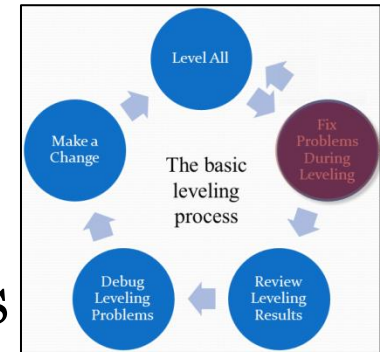 Level All
Fix
Problems
During
Leveling
Make a
Change
The basic
leveling
process
Debug
Leveling
Problems
Review
Leveling
Results
s